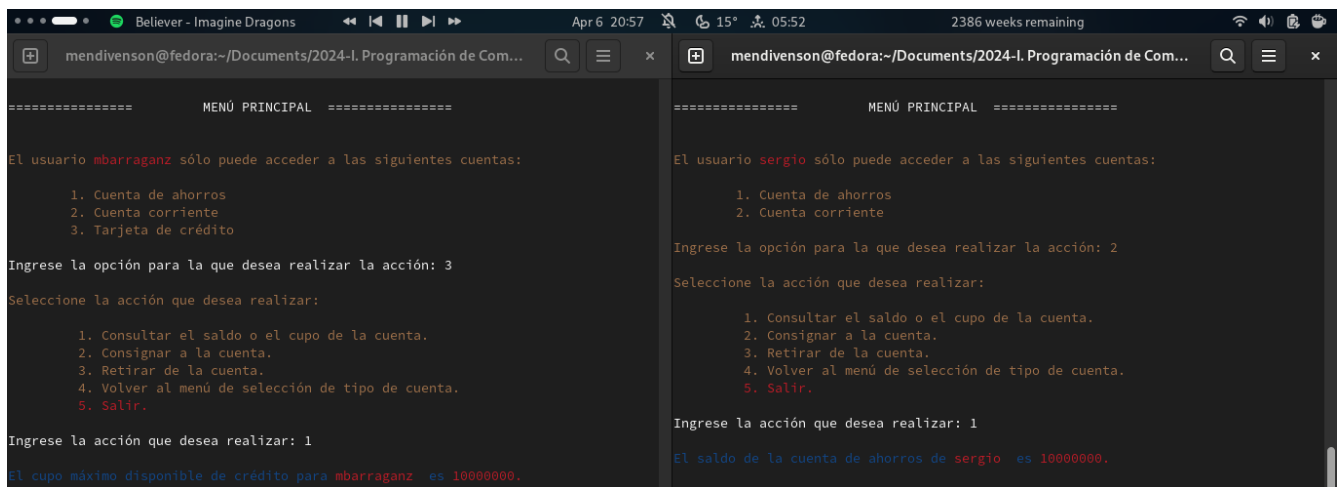 Believer - Imagine Dragons Apr 6 20:57 15° 05:52 2386 weeks remaining
mendivenson@fedora:~/Documents/2024-I. Programación de Com...
================ MENÚ PRINCIPAL ================
El usuario mbarraganz sólo puede acceder a las siguientes cuentas:
1. Cuenta de ahorros
2. Cuenta corriente
3. Tarjeta de crédito
Ingrese la opción para la que desea realizar la acción: 3
Seleccione la acción que desea realizar:
1. Consultar el saldo o el cupo de la cuenta.
2. Consignar a la cuenta.
3. Retirar de la cuenta.
4. Volver al menú de selección de tipo de cuenta.
5. Salir.
Ingrese la acción que desea realizar: 1
El cupo máximo disponible de crédito para mbarraganz es 10000000.
mendivenson@fedora:~/Documents/2024-I. Programación de Com...
================ MENÚ PRINCIPAL ================
El usuario sergio sólo puede acceder a las siguientes cuentas:
1. Cuenta de ahorros
2. Cuenta corriente
Ingrese la opción para la que desea realizar la acción: 2
Seleccione la acción que desea realizar:
1. Consultar el saldo o el cupo de la cuenta.
2. Consignar a la cuenta.
3. Retirar de la cuenta.
4. Volver al menú de selección de tipo de cuenta.
5. Salir.
Ingrese la acción que desea realizar: 1
El saldo de la cuenta de ahorros de sergio es 10000000.